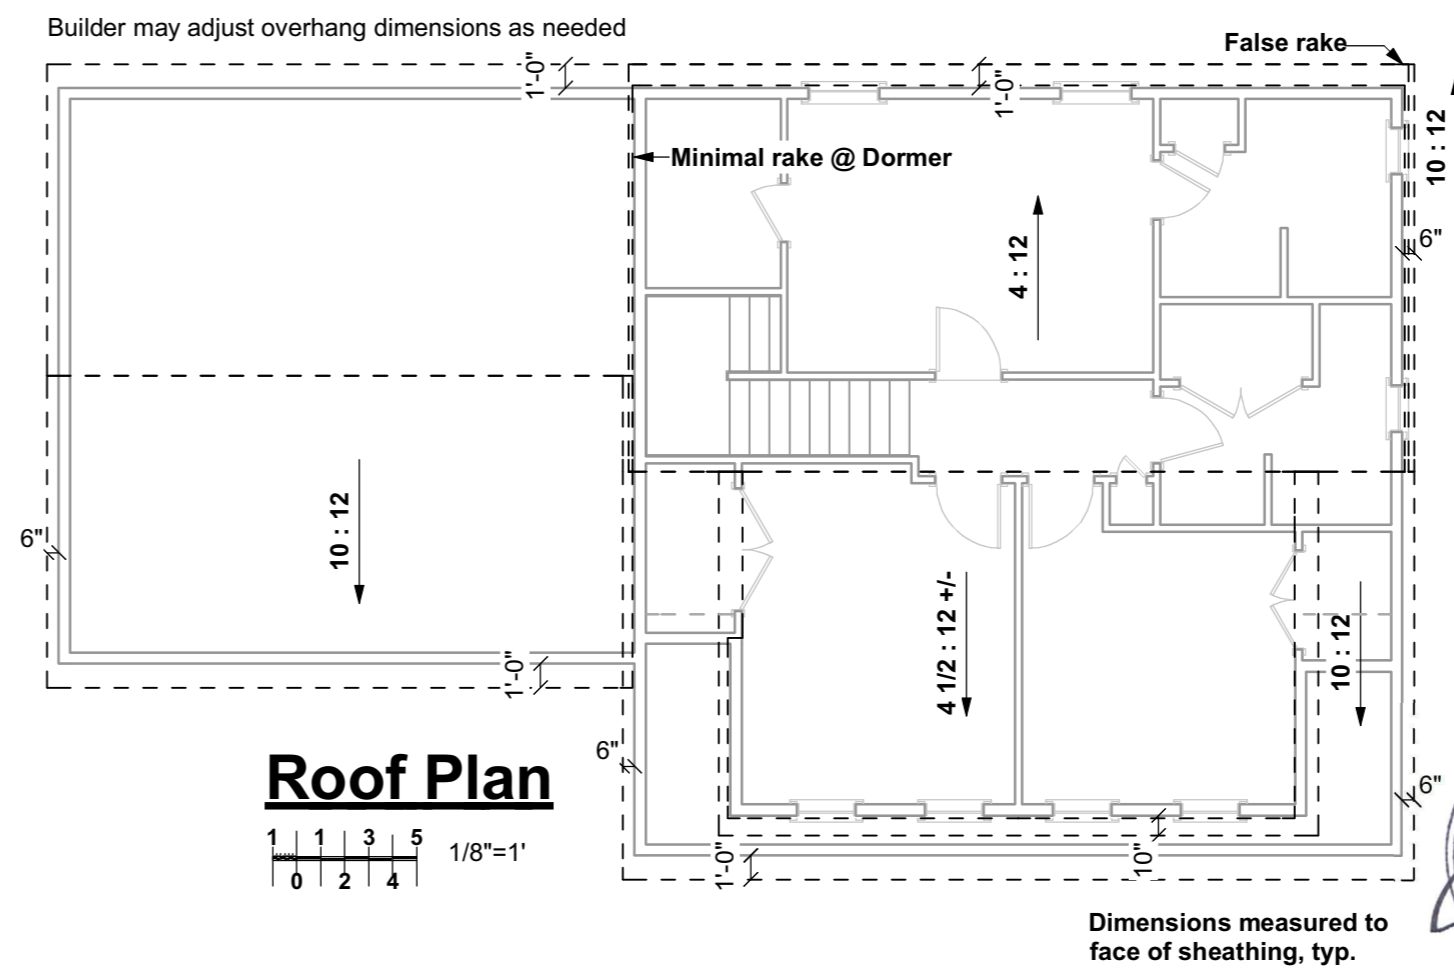 Builder may adjust overhang dimensions as needed
False rake
1'-0"
1'-0"
10 : 12
Minimal rake @ Dormer
4 : 12
6"
10 : 12
6"
4 1/2 : 12 +/-
10 : 12
1'-0"
6"
6"
Roof Plan
1 1 3 5
0 2 4
1/8"=1'
1'-0"
10"
Dimensions measured to
face of sheathing, typ.